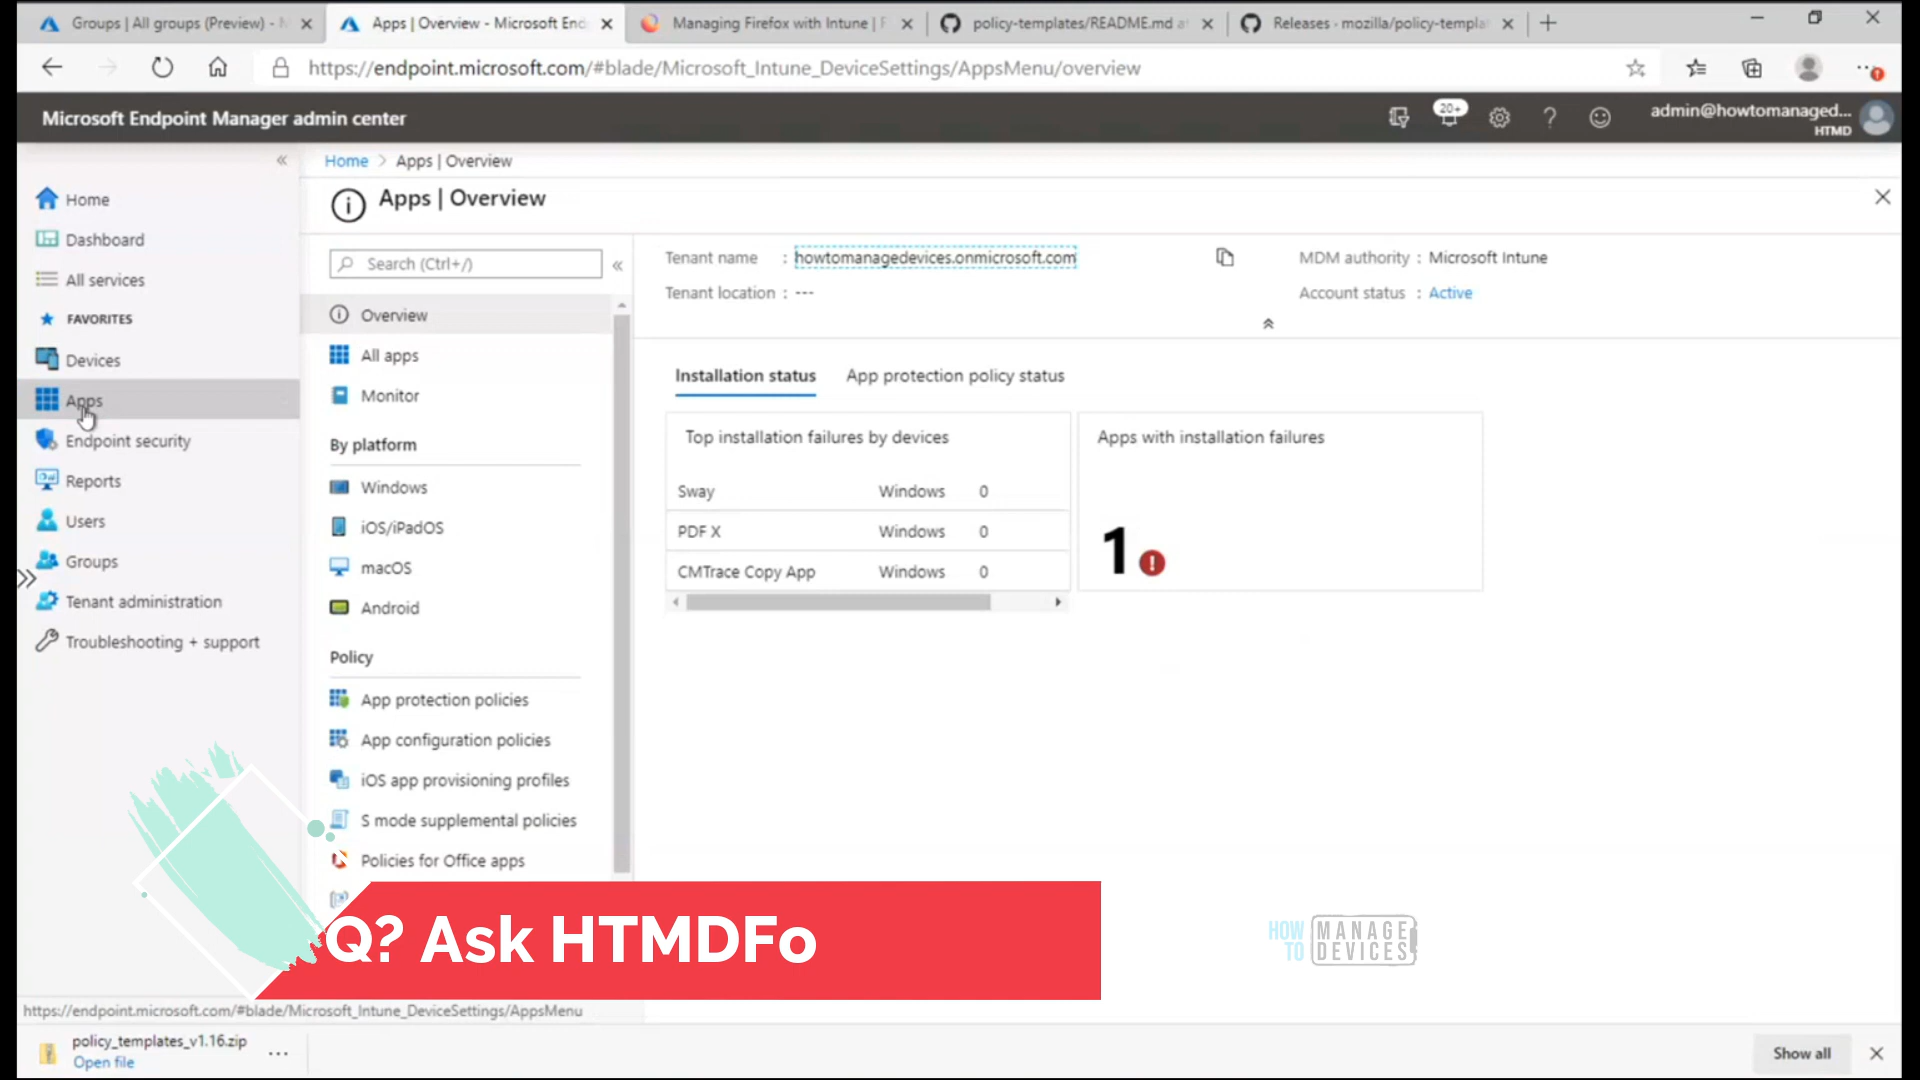 Groups | All groups (Preview) -
Apps | Overview - Microsoft End
Managing Firefox with Intune | F
policy-templates/README.md a
Releases · mozilla/policy-templa
https://endpoint.microsoft.com/#blade/Microsoft_Intune_DeviceSettings/AppsMenu/overview
Microsoft Endpoint Manager admin center
20+
admin@howtomanaged...
HTMD
Home > Apps | Overview
Apps | Overview
Home
Dashboard
All services
FAVORITES
Devices
Apps
Endpoint security
Reports
Users
Groups
Tenant administration
Troubleshooting + support
Search (Ctrl+/)
Overview
All apps
Monitor
By platform
Windows
iOS/iPadOS
macOS
Android
Policy
App protection policies
App configuration policies
iOS app provisioning profiles
S mode supplemental policies
Policies for Office apps
Tenant name : howtomanagedevices.onmicrosoft.com
Tenant location : ---
MDM authority : Microsoft Intune
Account status : Active
Installation status App protection policy status
Top installation failures by devices
Sway Windows 0
PDF X Windows 0
CMTrace Copy App Windows 0
Apps with installation failures
1
Q? Ask HTMDFo
HOW TO MANAGE DEVICES
https://endpoint.microsoft.com/#blade/Microsoft_Intune_DeviceSettings/AppsMenu
policy_templates_v1.16.zip
Open file
Show all